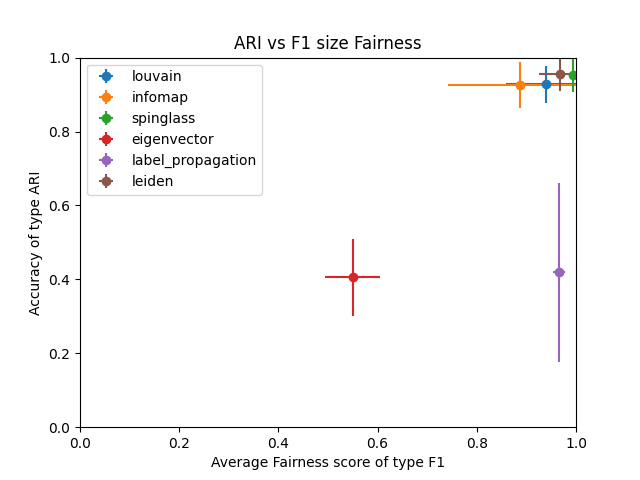 ARI vs F1 size Fairness
1.0
0.8
0.6
0.4
0.2
0.0
Accuracy of type ARI
louvain
infomap
spinglass
eigenvector
label_propagation
leiden
0.0 0.2 0.4 0.6 0.8 1.0
Average Fairness score of type F1